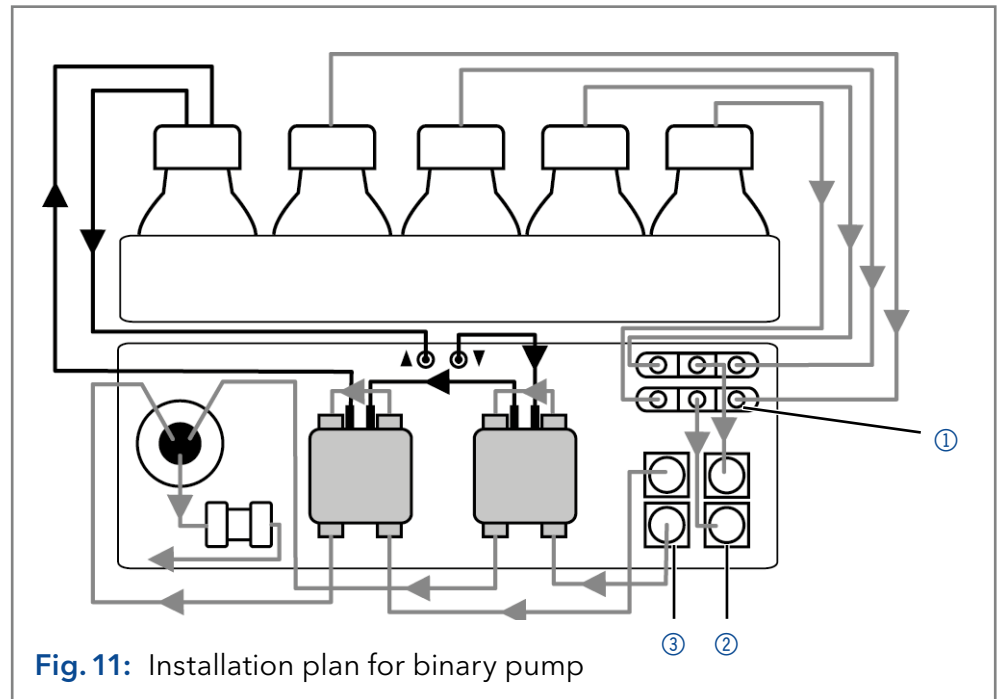 ▲ ▼
①
③ ②
Fig. 11: Installation plan for binary pump